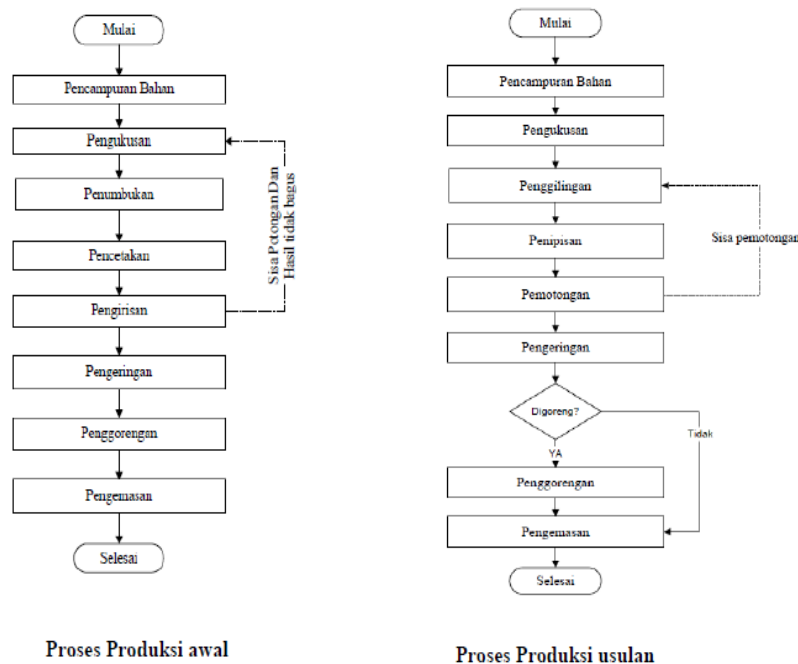 Mulai
Pencampuran Bahan
Pengukusan
Penumbukan
Pencetakan
Pengirisan
Pengeringan
Penggorengan
Pengemasan
Selesai
Sisa Potongan Dan
Hasil tidak bagus
Proses Produksi awal
Mulai
Pencampuran Bahan
Pengukusan
Penggilingan
Penipisan
Pemotongan
Sisa pemotongan
Pengeringan
Digoreng?
Tidak
YA
Penggorengan
Pengemasan
Selesai
Proses Produksi usulan